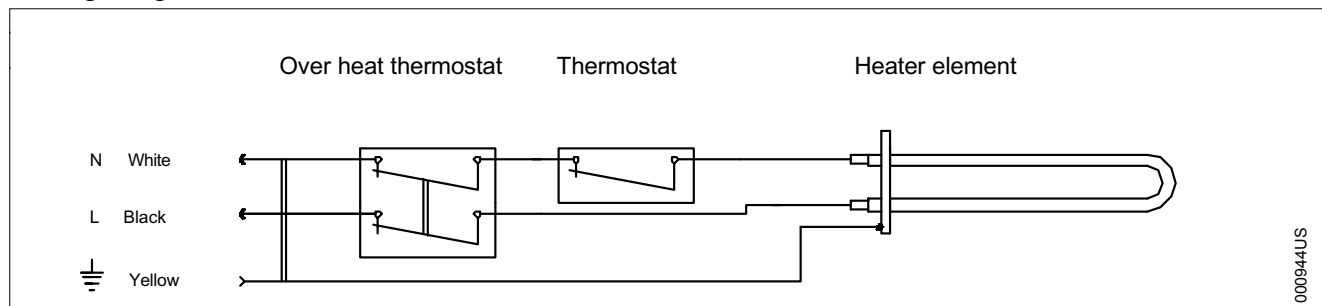 Over heat thermostat Thermostat Heater element
N White
L Black
Yellow
000944US